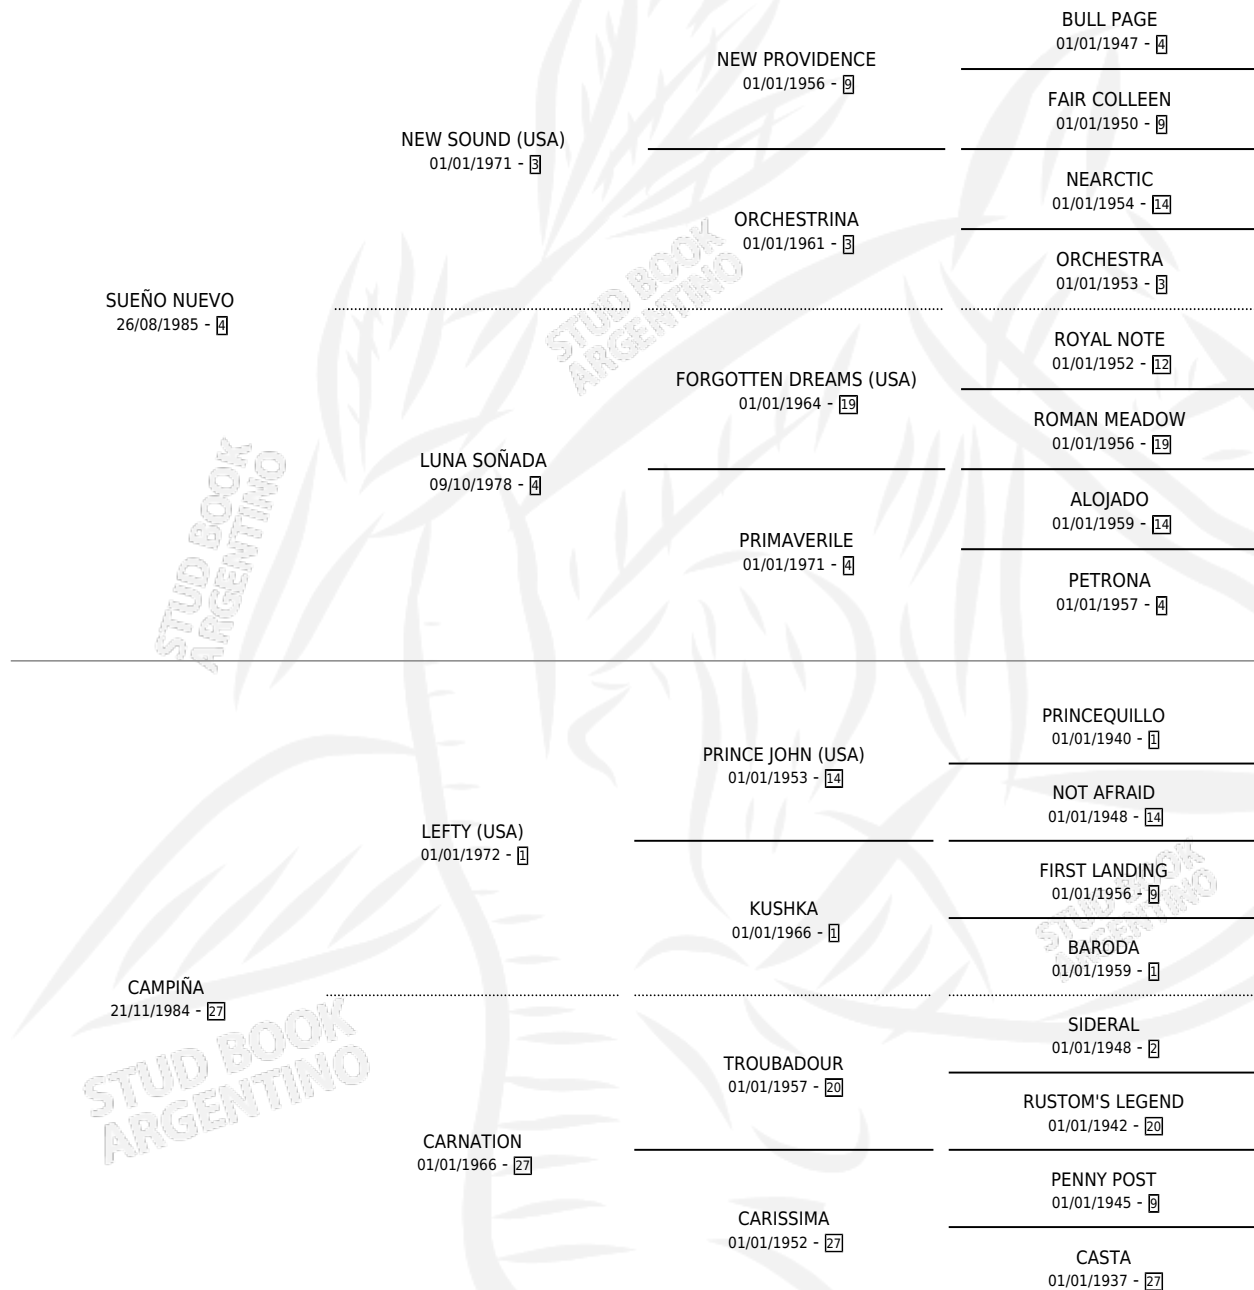 BULL PAGE
01/01/1947 - 4
NEW PROVIDENCE
01/01/1956 - 9
FAIR COLLEEN
01/01/1950 - 9
NEW SOUND (USA)
01/01/1971 - 3
NEARCTIC
01/01/1954 - 14
ORCHESTRINA
01/01/1961 - 3
ORCHESTRA
01/01/1953 - 3
SUEÑO NUEVO
26/08/1985 - 4
STUD BOOK
ARGENTINO
ROYAL NOTE
01/01/1952 - 12
FORGOTTEN DREAMS (USA)
01/01/1964 - 19
ROMAN MEADOW
01/01/1956 - 19
LUNA SOÑADA
09/10/1978 - 4
ALOJADO
01/01/1959 - 14
PRIMAVERILE
01/01/1971 - 4
PETRONA
01/01/1957 - 4
STUD BOOK
ARGENTINO
PRINCEQUILLO
01/01/1940 - 1
PRINCE JOHN (USA)
01/01/1953 - 14
NOT AFRAID
01/01/1948 - 14
LEFTY (USA)
01/01/1972 - 1
FIRST LANDING
01/01/1956 - 9
KUSHKA
01/01/1966 - 1
BARODA
01/01/1959 - 1
STUD BOOK
ARGENTINO
CAMPIÑA
21/11/1984 - 27
SIDERAL
01/01/1948 - 2
TROUBADOUR
01/01/1957 - 20
RUSTOM'S LEGEND
01/01/1942 - 20
STUD BOOK
ARGENTINO
CARNATION
01/01/1966 - 27
PENNY POST
01/01/1945 - 9
CARISSIMA
01/01/1952 - 27
CASTA
01/01/1937 - 27